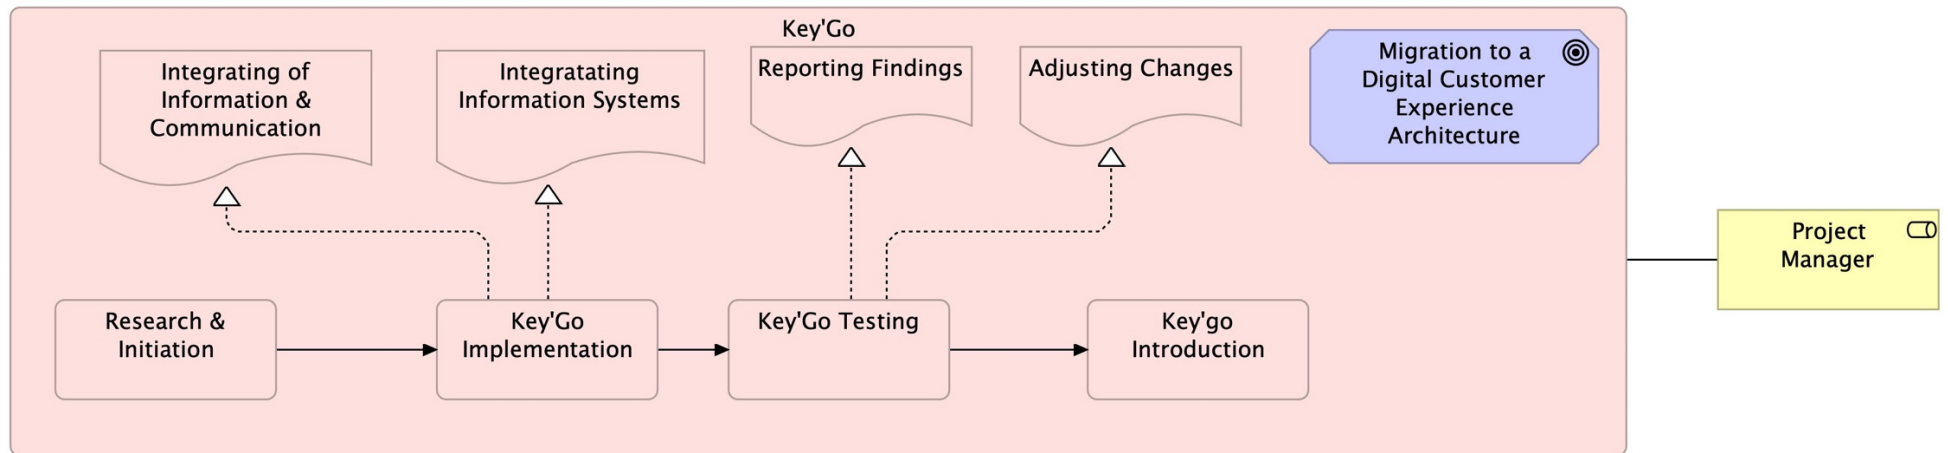 Key'Go
Integrating of
Information &
Communication
Integratating
Information Systems
Reporting Findings
Adjusting Changes
Migration to a
Digital Customer
Experience
Architecture
Project
Manager
Research &
Initiation
Key'Go
Implementation
Key'Go Testing
Key'go
Introduction